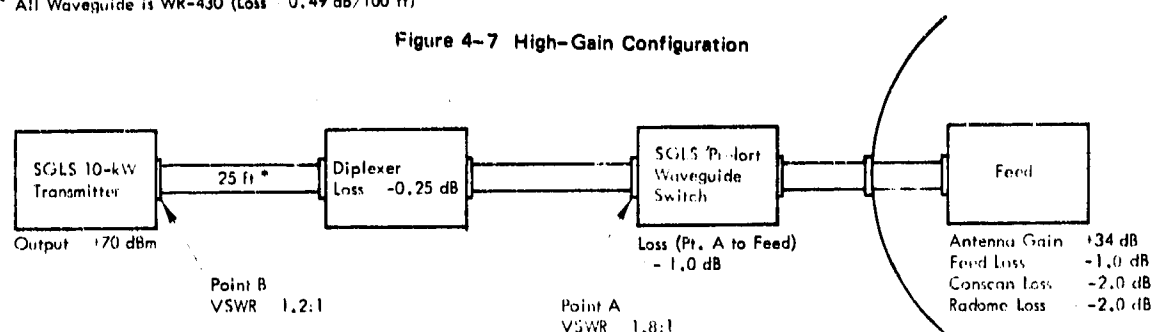 * All Waveguide is WR-430 (Loss 0.49 dB/100 ft)
Figure 4-7 High-Gain Configuration
SGLS 10-kW
Transmitter
25 ft *
Diplexer
Loss -0.25 dB
SGLS
Waveguide
Switch
Feed
Output +70 dBm
Loss (Pt. A to Feed)
- 1.0 dB
Antenna Gain +34 dB
Feed Loss -1.0 dB
Conscan Loss -2.0 dB
Radome Loss -2.0 dB
Point B
VSWR 1.2:1
Point A
VSWR 1.8:1